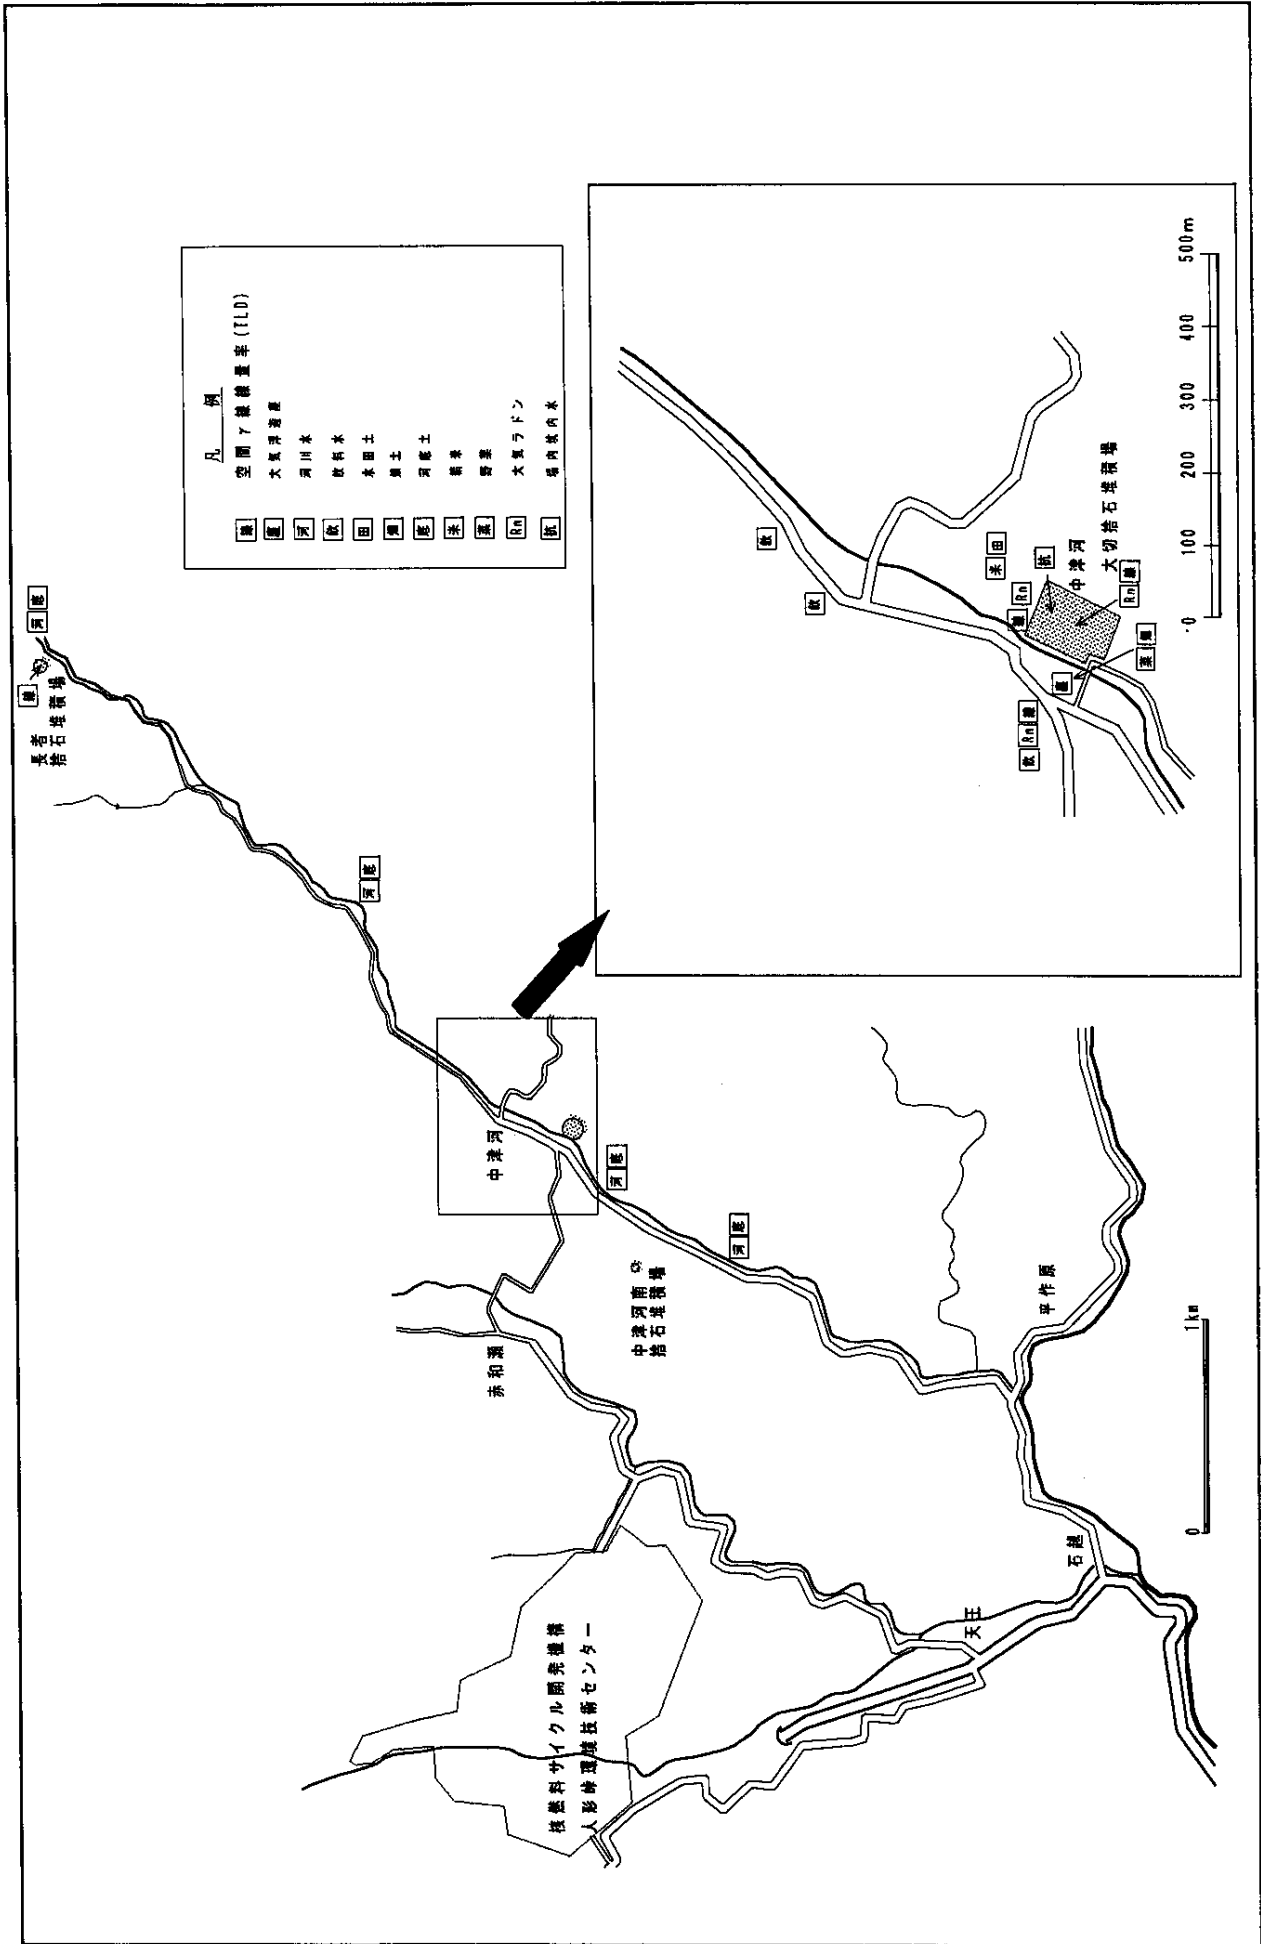 凡例
線 空間γ線線量率(TLD)
塵 大気浮遊塵
河 河川水
飲 飲料水
田 水田土
畑 畑土
底 河底土
米 精米
菜 野菜
Rn 大気ラドン
坑 場内坑内水
河 底
線
長者
捨石堆積場
河 底
中津河
河 底
河 底
中津河南
捨石堆積場
赤和瀬
平作原
石越
天王
核燃料サイクル開発機構
人形峠環境技術センター
0 1km
飲
飲
米 田
線 Rn
坑
中津河
大切捨石堆積場
Rn 線
菜 畑
塵
飲 Rn 線
0 100 200 300 400 500m